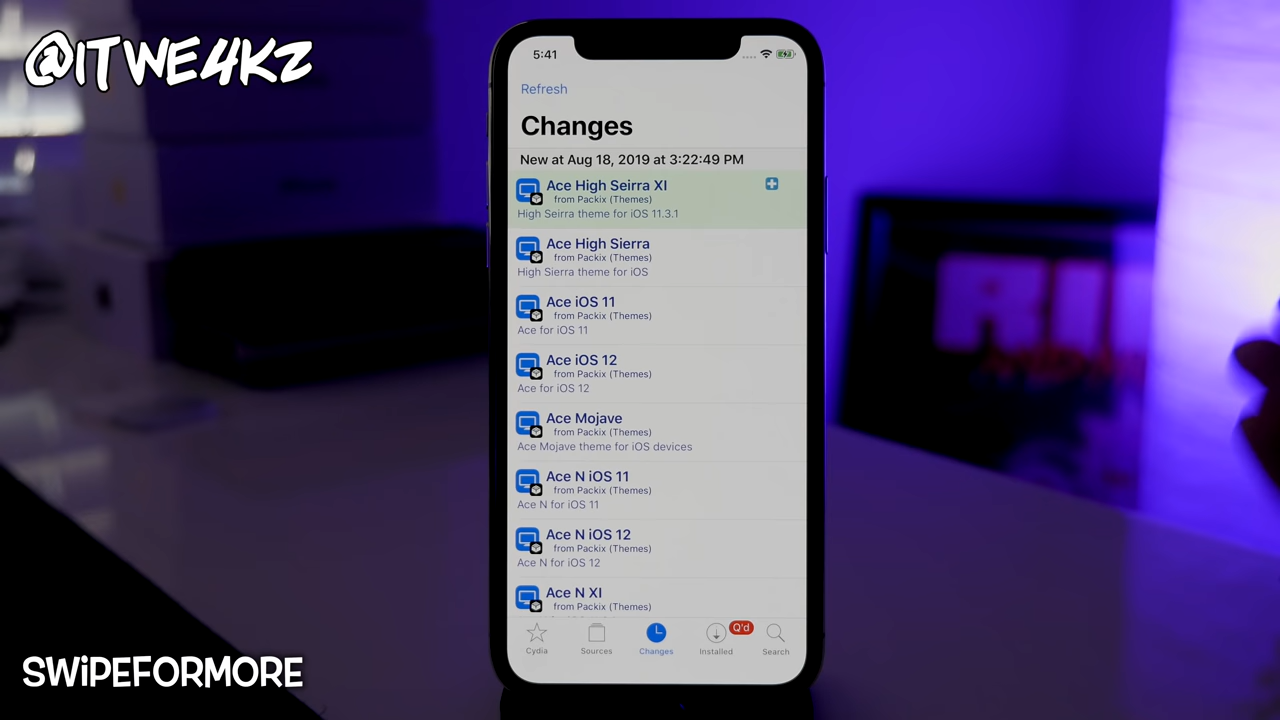 @iTWE4KZ
5:41
Refresh
Changes
New at Aug 18, 2019 at 3:22:49 PM
Ace High Seirra XI
from Packix (Themes)
High Seirra theme for iOS 11.3.1
Ace High Sierra
from Packix (Themes)
High Sierra theme for iOS
Ace iOS 11
from Packix (Themes)
Ace for iOS 11
Ace iOS 12
from Packix (Themes)
Ace for iOS 12
Ace Mojave
from Packix (Themes)
Ace Mojave theme for iOS devices
Ace N iOS 11
from Packix (Themes)
Ace N for iOS 11
Ace N iOS 12
from Packix (Themes)
Ace N for iOS 12
Ace N XI
from Packix (Themes)
Q'd
Cydia Sources Changes Installed Search
SWiPEFORMORE